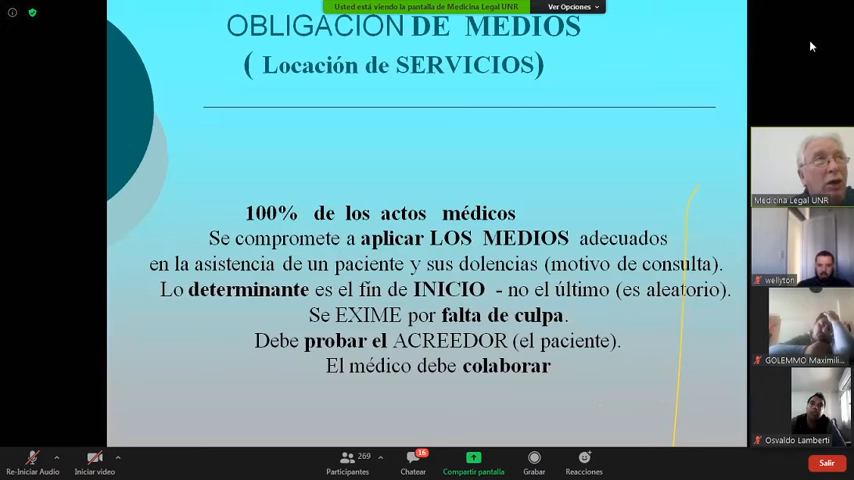 Usted está viendo la pantalla de Medicina Legal UNR
Ver Opciones
OBLIGACION DE MEDIOS
( Locación de SERVICIOS)
100% de los actos médicos
Se compromete a aplicar LOS MEDIOS adecuados
en la asistencia de un paciente y sus dolencias (motivo de consulta).
Lo determinante es el fín de INICIO - no el último (es aleatorio).
Se EXIME por falta de culpa.
Debe probar el ACREEDOR (el paciente).
El médico debe colaborar
Medicina Legal UNR
wellyton
GOLEMMO Maximili...
Osvaldo Lamberti
Re-Iniciar Audio
Iniciar video
269
Participantes
16
Chatear
Compartir pantalla
Grabar
Reacciones
Salir